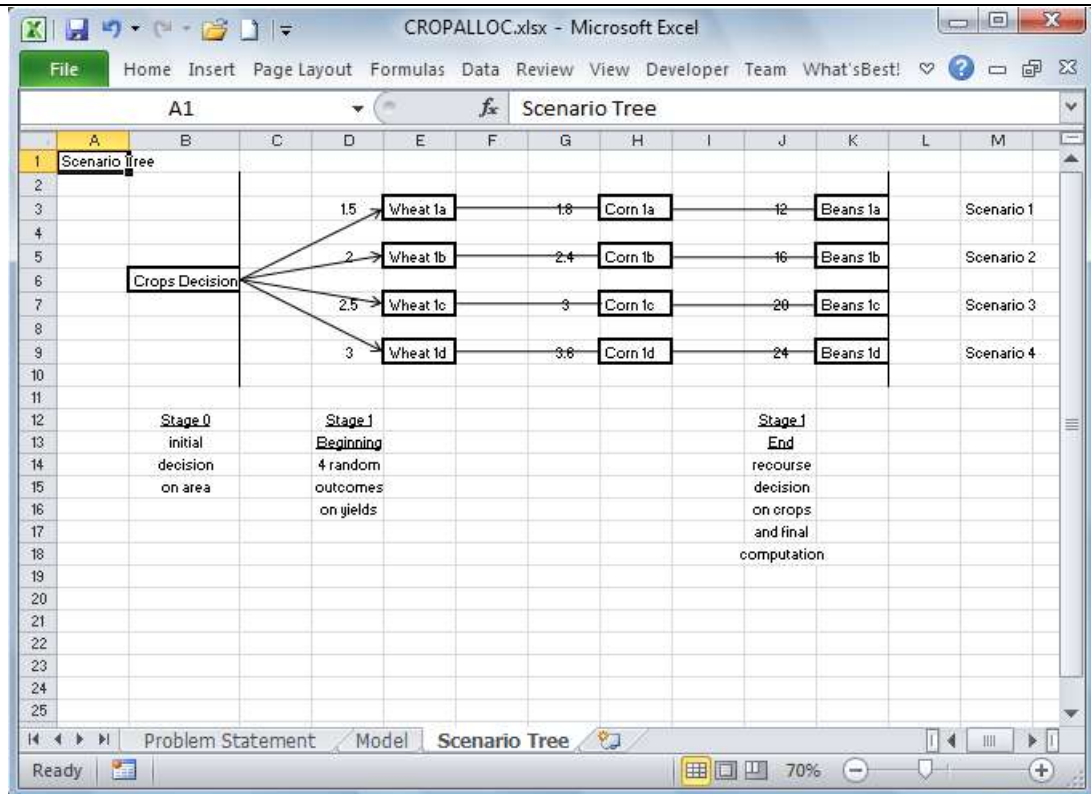 CROPALLOC.xlsx - Microsoft Excel
File Home Insert Page Layout Formulas Data Review View Developer Team What'sBest!
A1 fx Scenario Tree
A B C D E F G H I J K L M
1 Scenario Tree
2
3 1.5 Wheat 1a 1.8 Corn 1a 12 Beans 1a Scenario 1
4
5 2 Wheat 1b 2.4 Corn 1b 16 Beans 1b Scenario 2
6 Crops Decision
7 2.5 Wheat 1c 3 Corn 1c 20 Beans 1c Scenario 3
8
9 3 Wheat 1d 3.6 Corn 1d 24 Beans 1d Scenario 4
10
11
12 Stage 0 Stage 1 Stage 1
13 initial Beginning End
14 decision 4 random recourse
15 on area outcomes decision
16 on yields on crops
17 and final
18 computation
19
20
21
22
23
24
25
Problem Statement Model Scenario Tree
Ready 70%